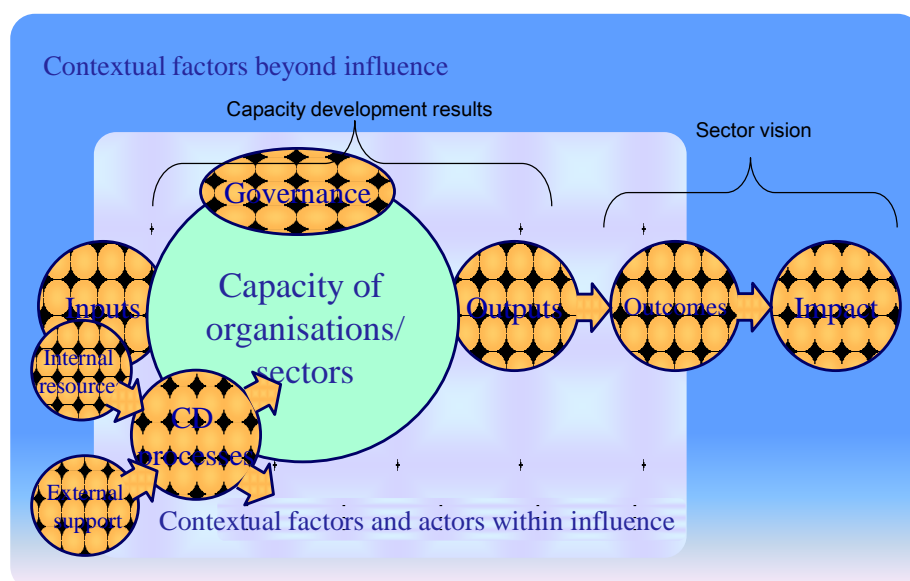 Contextual factors beyond influence
Capacity development results
Sector vision
Governance
Inputs
Capacity of
organisations/
sectors
Outputs
Outcomes
Impact
Internal
resource
CD
processes
External
support
Contextual factors and actors within influence